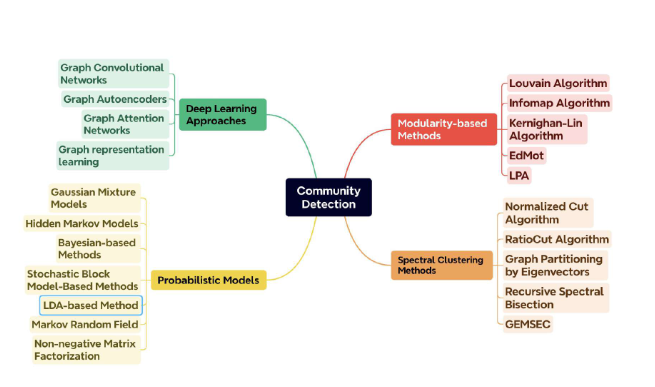 Community
Detection
Deep Learning
Approaches
Graph Convolutional
Networks
Graph Autoencoders
Graph Attention
Networks
Graph representation
learning
Probabilistic Models
Gaussian Mixture
Models
Hidden Markov Models
Bayesian-based
Methods
Stochastic Block
Model-Based Methods
LDA-based Method
Markov Random Field
Non-negative Matrix
Factorization
Modularity-based
Methods
Louvain Algorithm
Infomap Algorithm
Kernighan-Lin
Algorithm
EdMot
LPA
Spectral Clustering
Methods
Normalized Cut
Algorithm
RatioCut Algorithm
Graph Partitioning
by Eigenvectors
Recursive Spectral
Bisection
GEMSEC